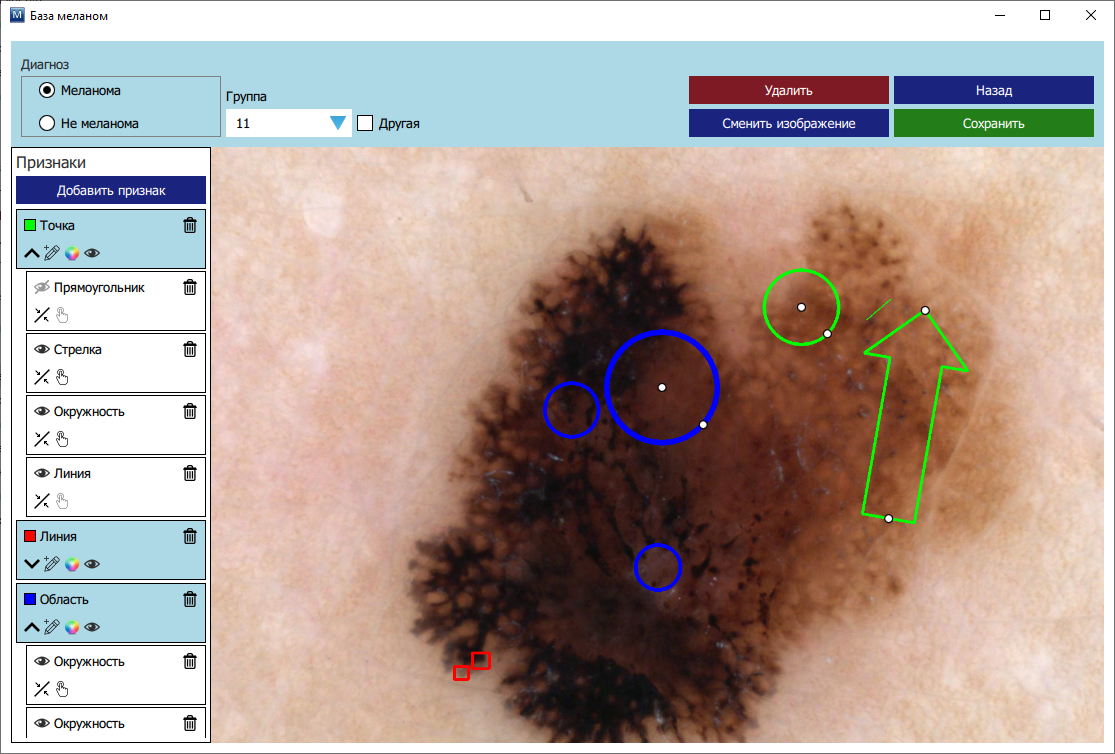 M База меланом
Диагноз
Меланома
Не меланома
Группа
11
Другая
Удалить
Назад
Сменить изображение
Сохранить
Признаки
Добавить признак
Точка
Прямоугольник
Стрелка
Окружность
Линия
Линия
Область
Окружность
Окружность